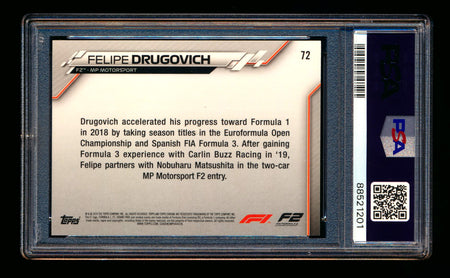 FELIPE DRUGOVICH
72
F2™ - MP MOTORSPORT
Drugovich accelerated his progress toward Formula 1
in 2018 by taking season titles in the Euroformula Open
Championship and Spanish FIA Formula 3. After gaining
Formula 3 experience with Carlin Buzz Racing in '19,
Felipe partners with Nobuharu Matsushita in the two-car
MP Motorsport F2 entry.
Topps
F1
F2
PSA
88521201